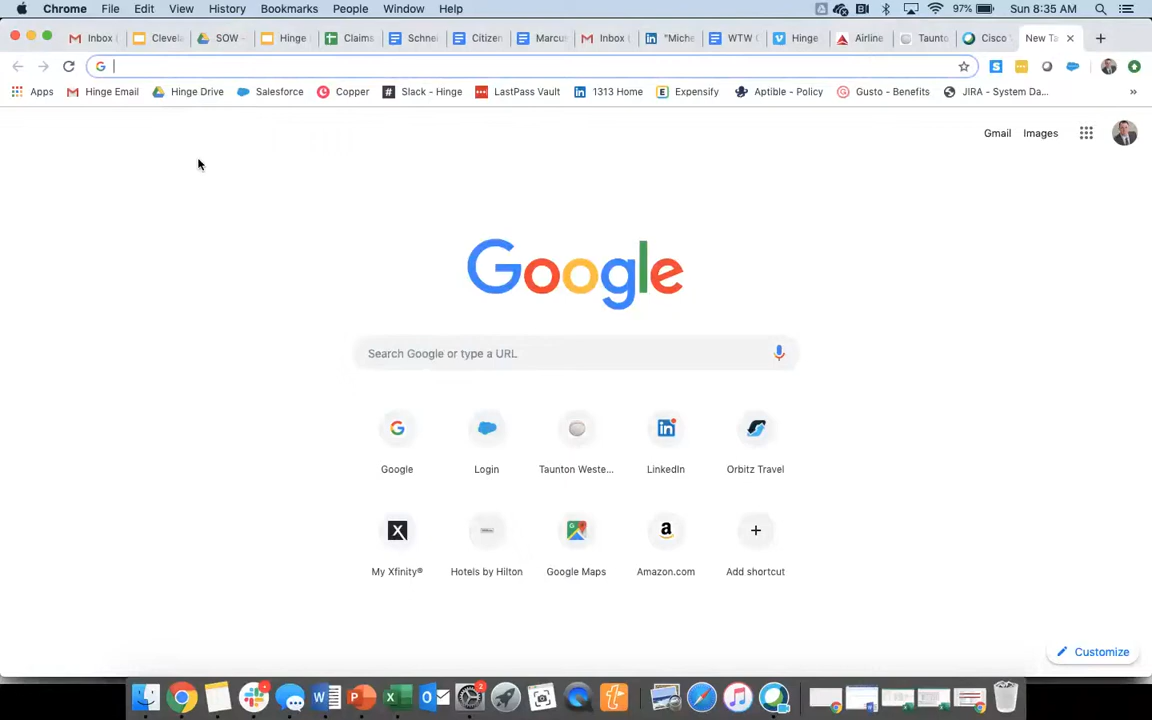 Chrome File Edit View History Bookmarks People Window Help 97% Sun 8:35 AM
Inbox ( Clevela SOW - Hinge Claims Schne Citizen Marcus Inbox ( "Miche WTW ( Hinge Airline Taunto Cisco New Ta
Apps Hinge Email Hinge Drive Salesforce Copper Slack - Hinge LastPass Vault 1313 Home Expensify Aptible - Policy Gusto - Benefits JIRA - System Da... »
Gmail Images
Google
Search Google or type a URL
Google Login Taunton Weste... LinkedIn Orbitz Travel
My Xfinity® Hotels by Hilton Google Maps Amazon.com Add shortcut
Customize